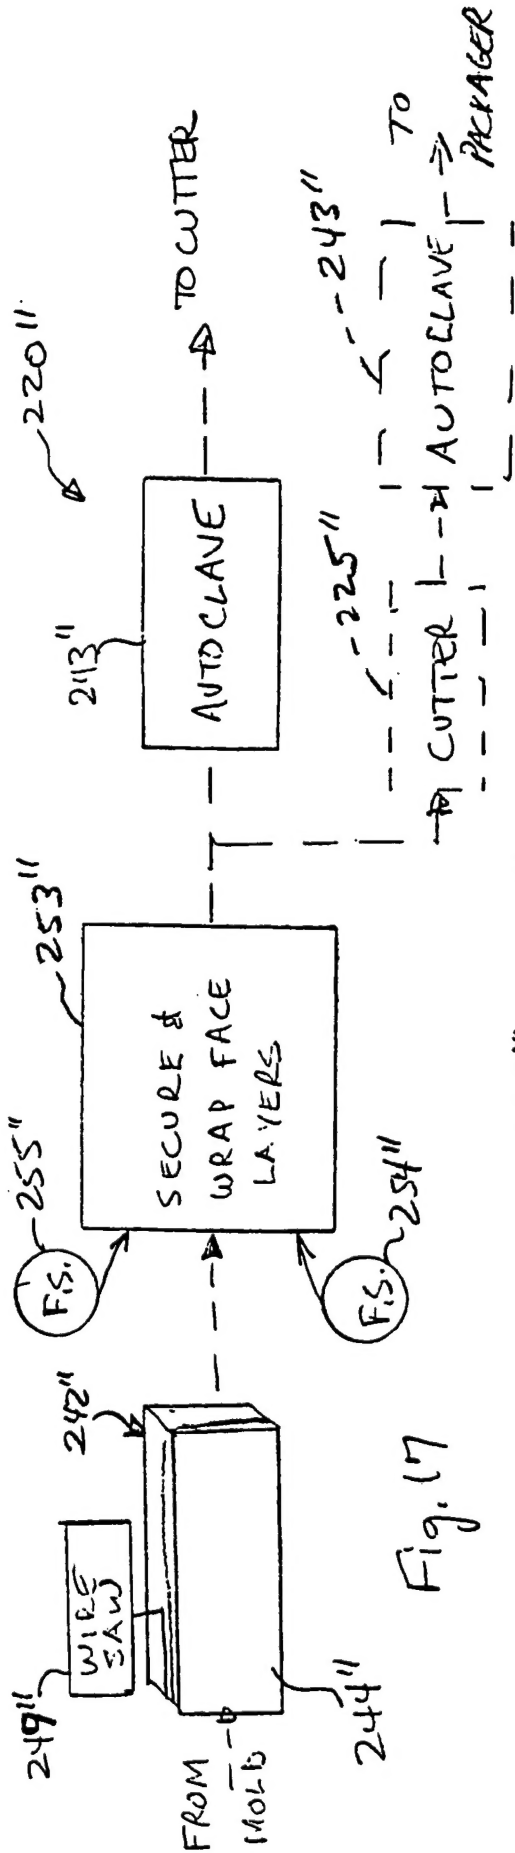 249"
WIRE
SAW
242"
FROM
MOLD
244"
255"
F.S.
253"
SECURE &
WRAP FACE
LAYERS
F.S.
254"
243"
AUTOCLAVE
220"
TO CUTTER
225"
CUTTER
243"
AUTOCLAVE
TO
PACKAGER
Fig. 17